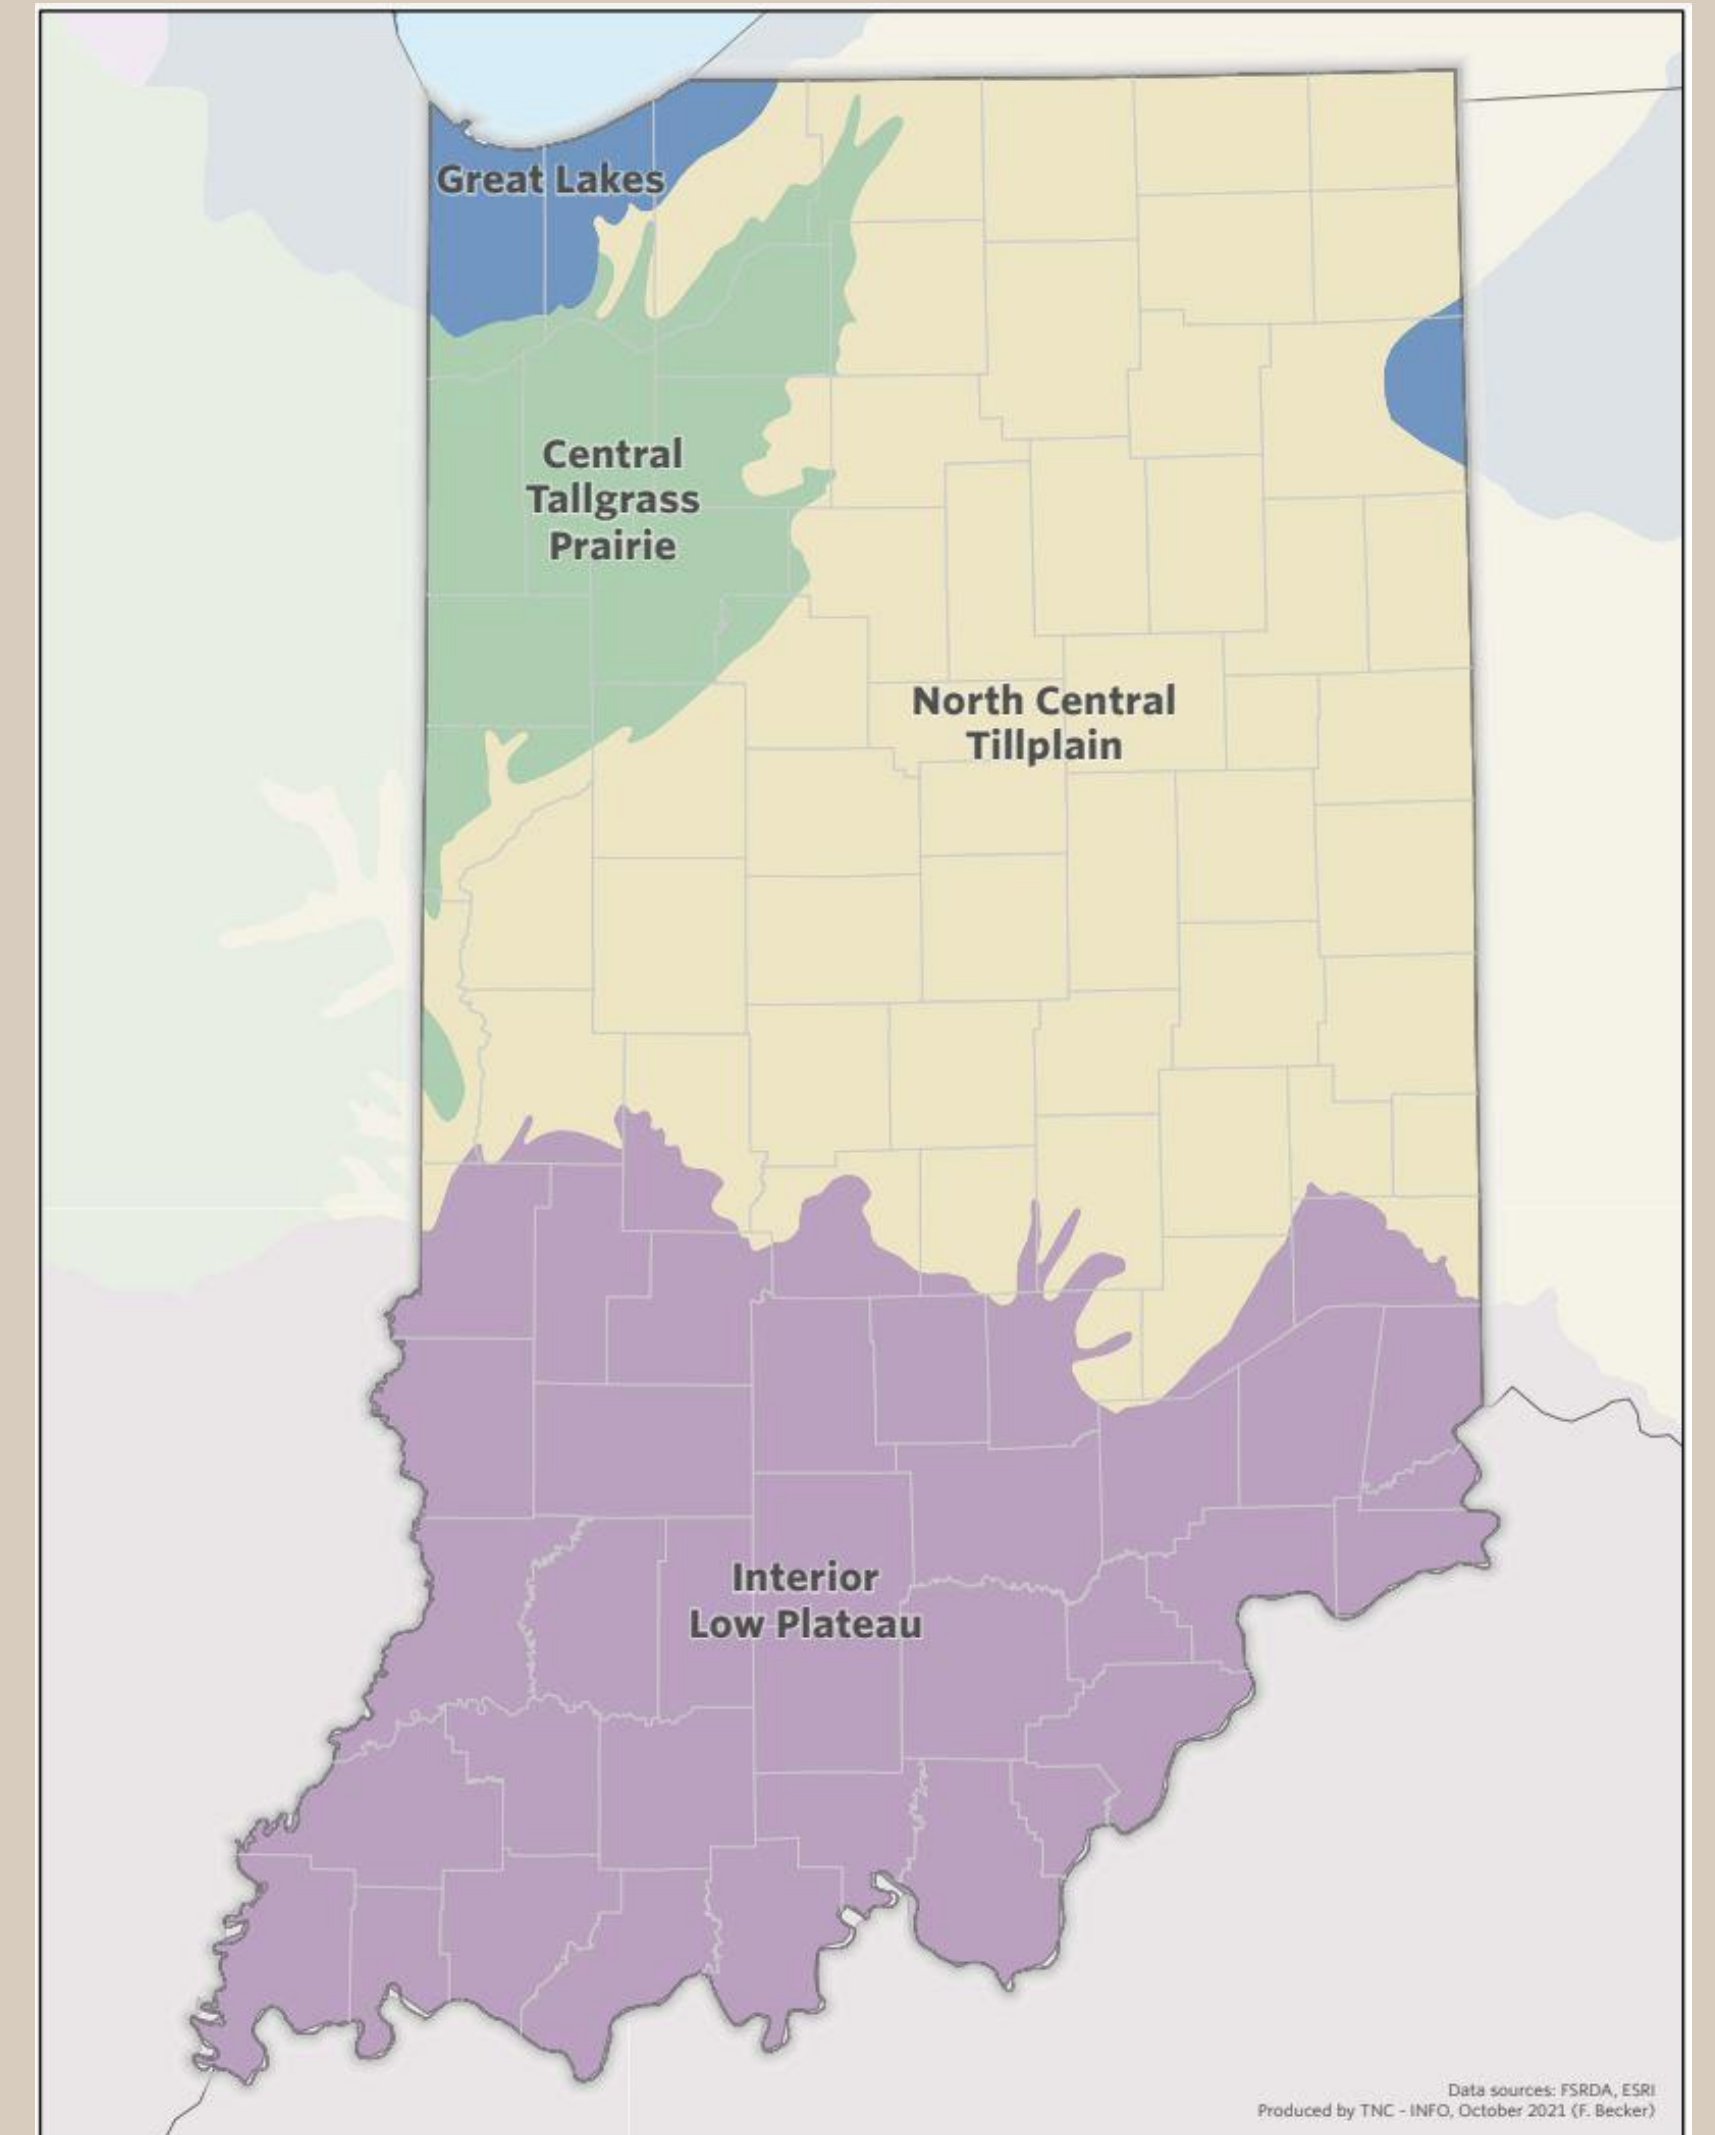 Great Lakes
Central
Tallgrass
Prairie
North Central
Tillplain
Interior
Low Plateau
Data sources: FSRDA, ESRI
Produced by TNC - INFO, October 2021 (F. Becker)